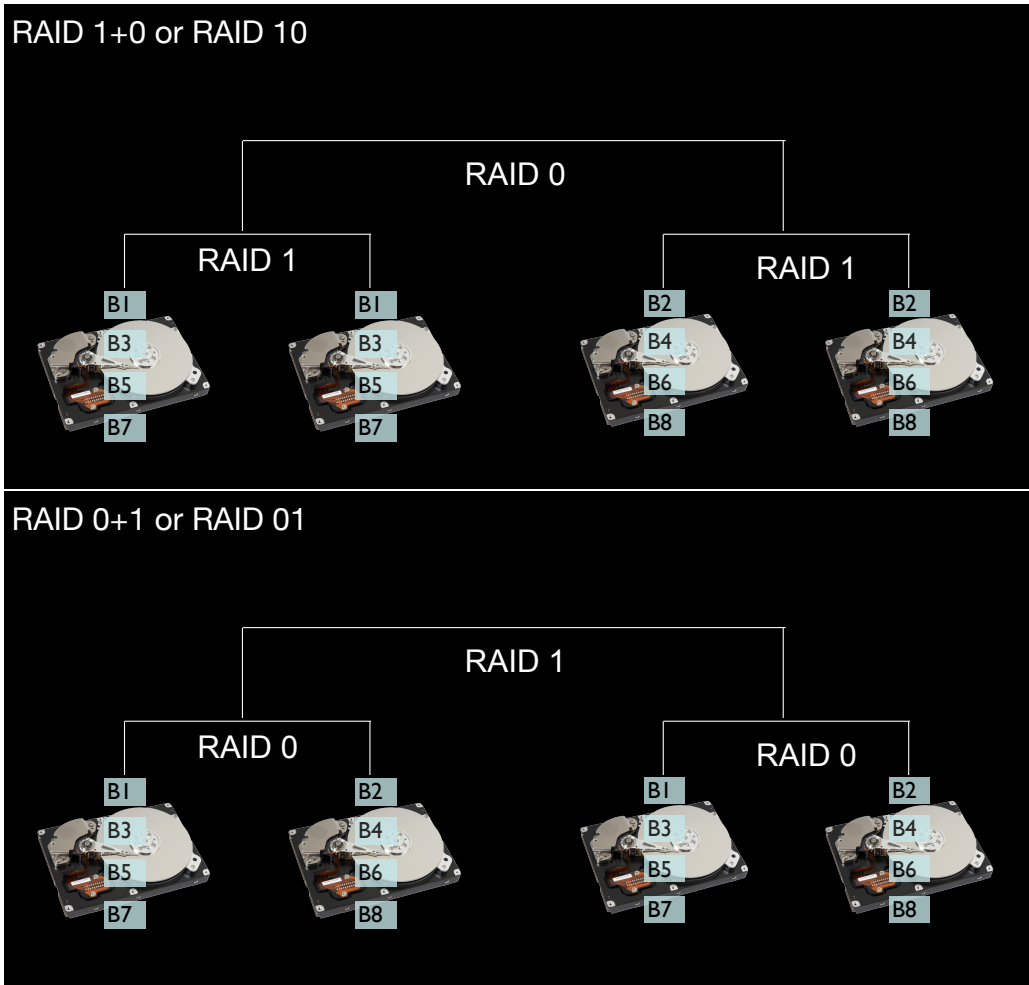 RAID 1+0 or RAID 10
RAID 0
RAID 1
RAID 1
B1
B1
B2
B2
B3
B3
B4
B4
B5
B5
B6
B6
B7
B7
B8
B8
RAID 0+1 or RAID 01
RAID 1
RAID 0
RAID 0
B1
B2
B1
B2
B3
B4
B3
B4
B5
B6
B5
B6
B7
B8
B7
B8